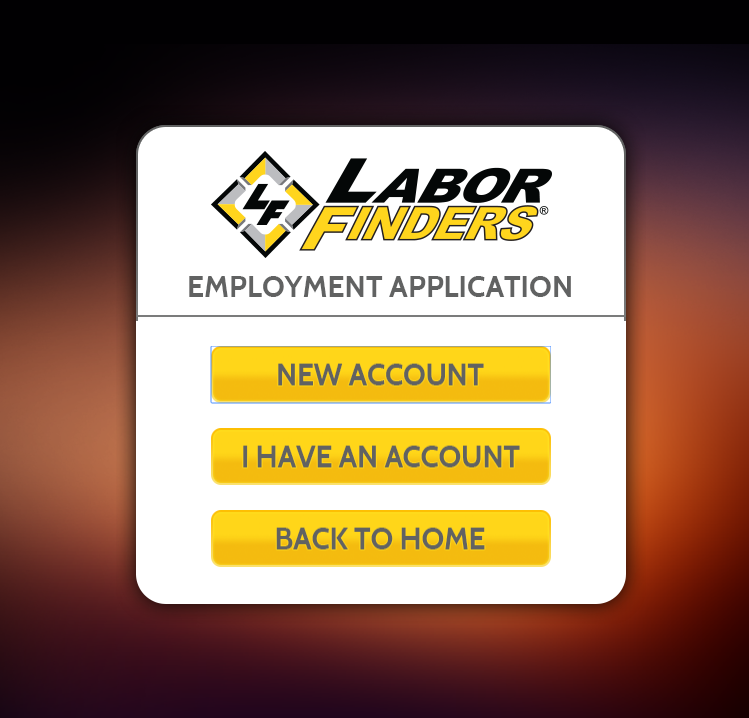 LF
LABOR
FINDERS®
EMPLOYMENT APPLICATION
NEW ACCOUNT
I HAVE AN ACCOUNT
BACK TO HOME